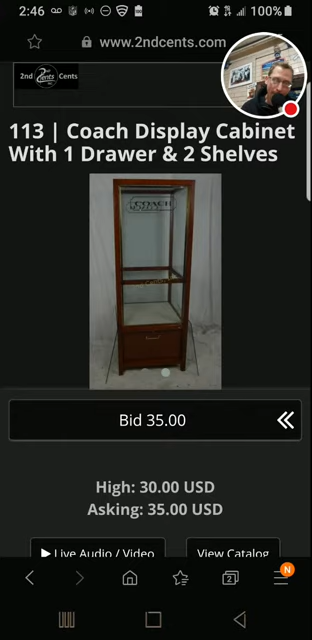 2:46
100%
www.2ndcents.com
2nd Cents
113 | Coach Display Cabinet
With 1 Drawer & 2 Shelves
COACH
Bid 35.00
High: 30.00 USD
Asking: 35.00 USD
Live Audio / Video
View Catalog
2
N